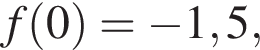 f(0) = −1,5,